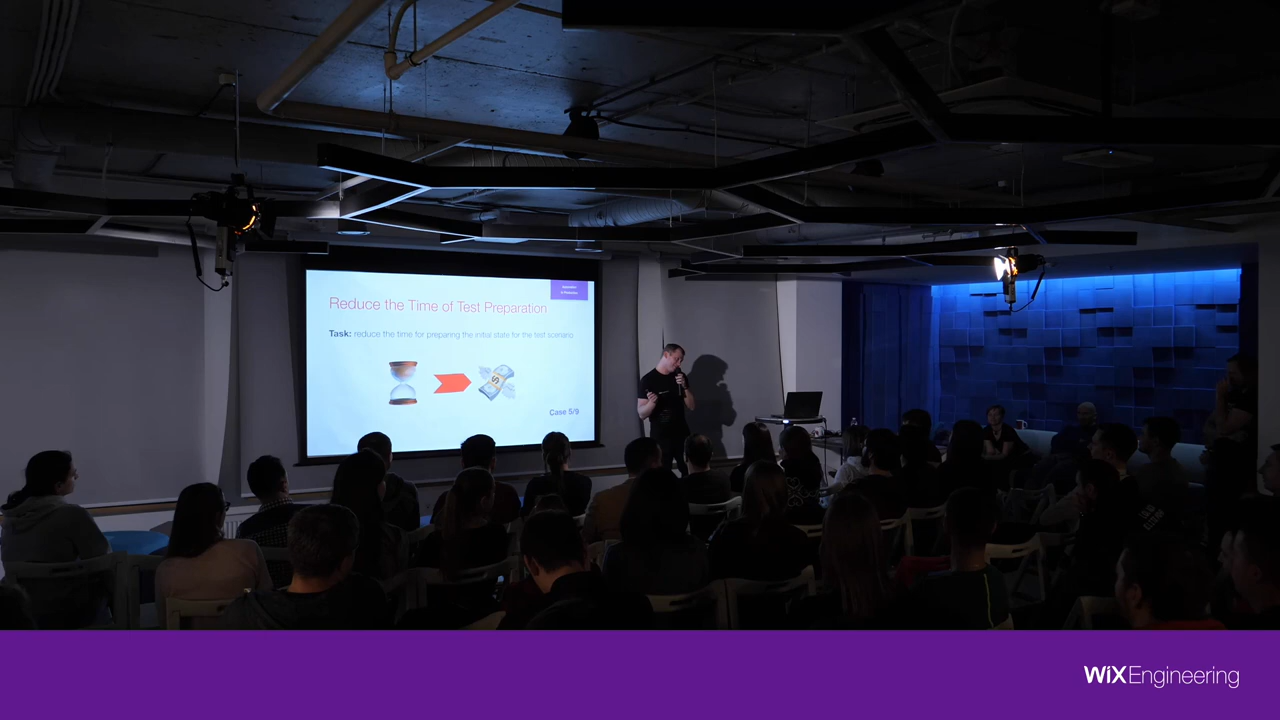 Reduce the Time of Test Preparation
Task: reduce the time for preparing the initial state for the test scenario
Case 5/9
WiX Engineering